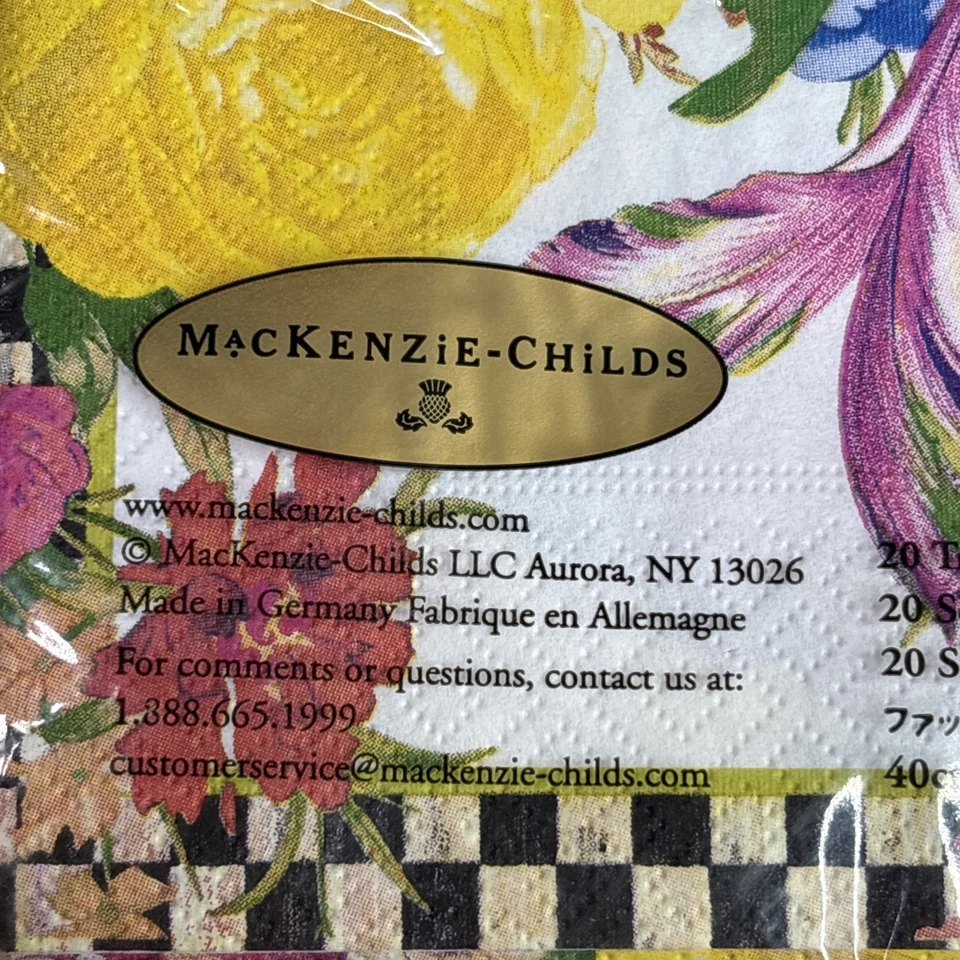 MACKENZiE-CHiLDS
www.mackenzie-childs.com
© MacKenzie-Childs LLC Aurora, NY 13026
Made in Germany Fabrique en Allemagne
For comments or questions, contact us at:
1.888.665.1999
customerservice@mackenzie-childs.com
20
20
20